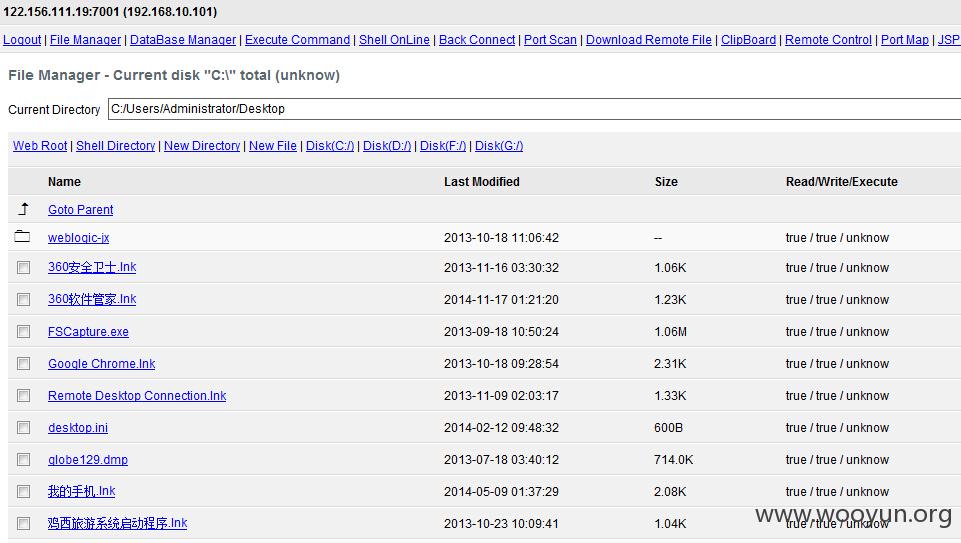 122.156.111.19:7001 (192.168.10.101)
Logout | File Manager | DataBase Manager | Execute Command | Shell OnLine | Back Connect | Port Scan | Download Remote File | ClipBoard | Remote Control | Port Map | JSP
File Manager - Current disk "C:\" total (unknow)
Current Directory C:/Users/Administrator/Desktop
Web Root | Shell Directory | New Directory | New File | Disk(C:/) | Disk(D:/) | Disk(F:/) | Disk(G:/)
Name Last Modified Size Read/Write/Execute
Goto Parent
weblogic-jx 2013-10-18 11:06:42 -- true / true / unknow
360安全卫士.lnk 2013-11-16 03:30:32 1.06K true / true / unknow
360软件管家.lnk 2014-11-17 01:21:20 1.23K true / true / unknow
FSCapture.exe 2013-09-18 10:50:24 1.06M true / true / unknow
Google Chrome.lnk 2013-10-18 09:28:54 2.31K true / true / unknow
Remote Desktop Connection.lnk 2013-11-09 02:03:17 1.33K true / true / unknow
desktop.ini 2014-02-12 09:48:32 600B true / true / unknow
globe129.dmp 2013-07-18 03:40:12 714.0K true / true / unknow
我的手机.lnk 2014-05-09 01:37:29 2.08K true / true / unknow
鸡西旅游系统启动程序.lnk 2013-10-23 10:09:41 1.04K true / true / unknow
www.wooyun.org